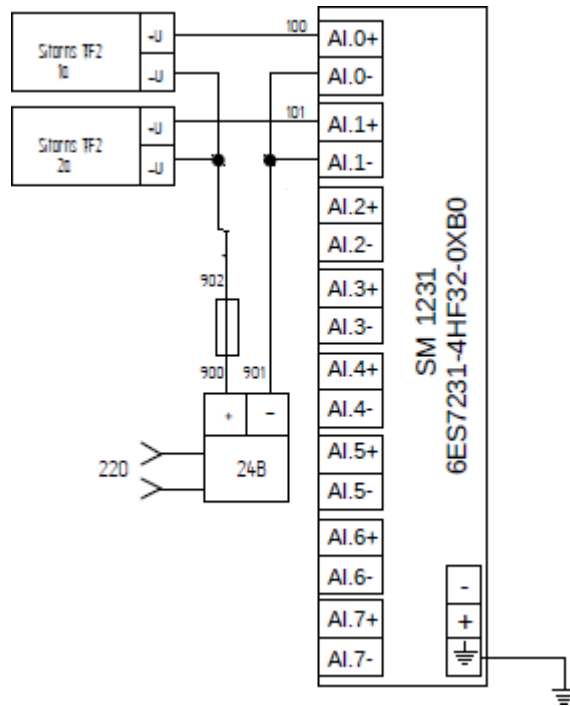 Sitarns TF2
1a
-U
-U
100
Sitarns TF2
2a
-U
-U
101
AI.0+
AI.0-
AI.1+
AI.1-
AI.2+
AI.2-
AI.3+
AI.3-
AI.4+
AI.4-
AI.5+
AI.5-
AI.6+
AI.6-
AI.7+
AI.7-
SM 1231
6ES7231-4HF32-0XB0
902
900
901
+
-
24В
220
-
+